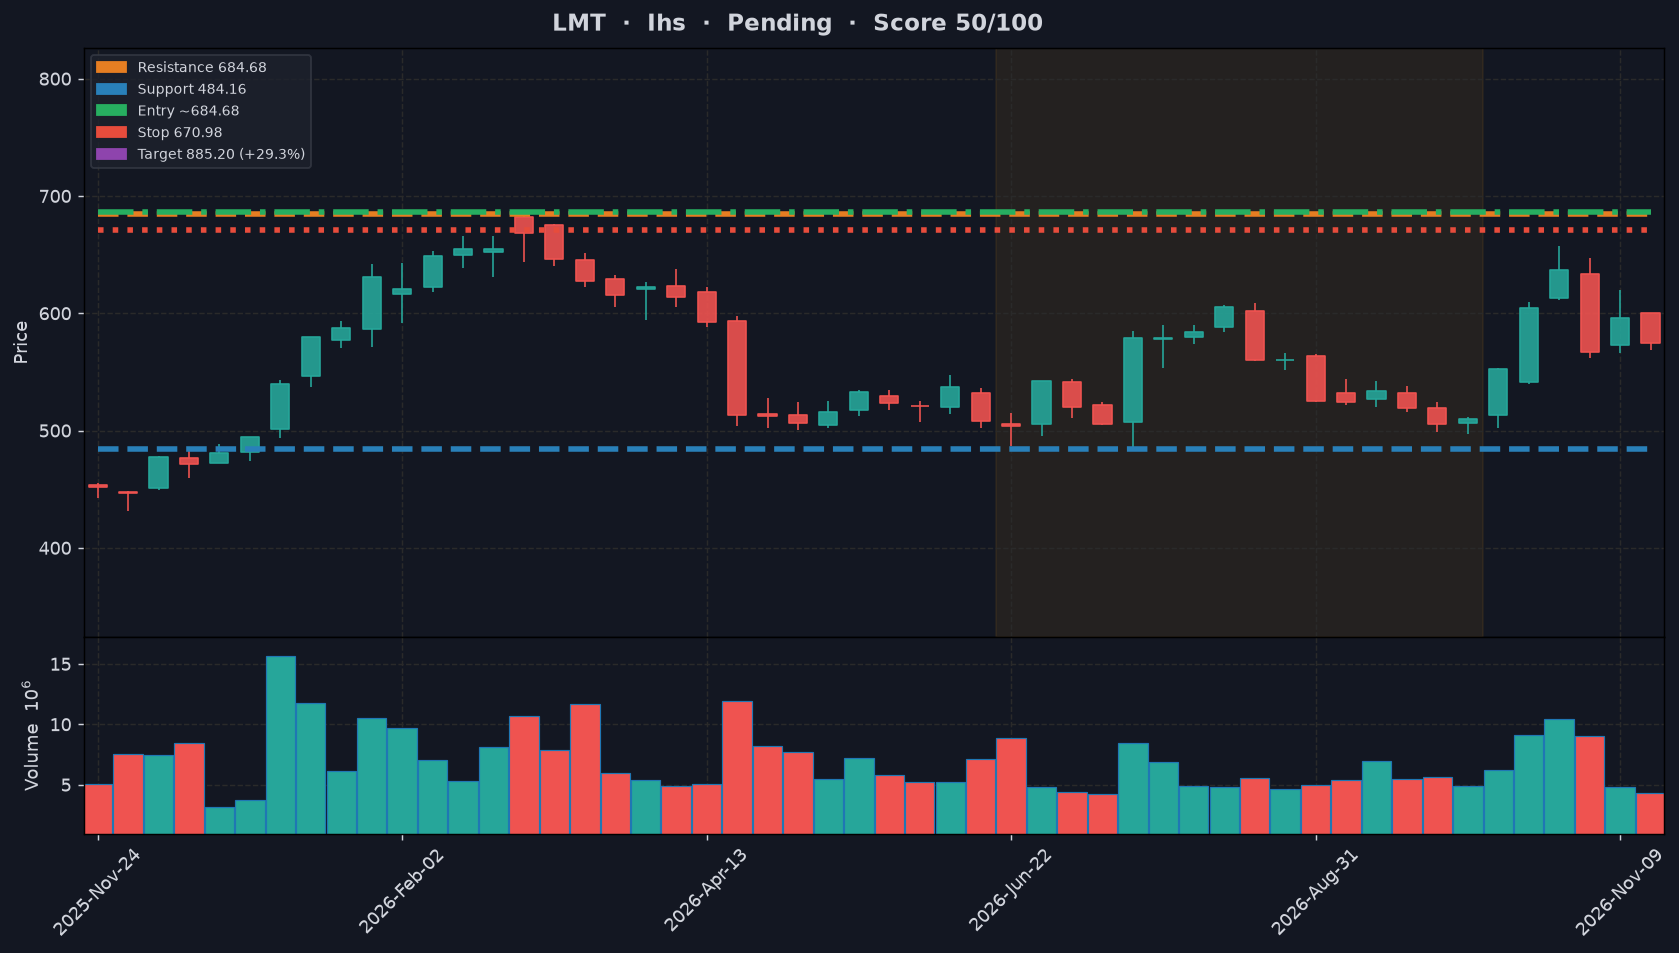 LMT · Ihs · Pending · Score 50/100
Resistance 684.68
Support 484.16
Entry ~684.68
Stop 670.98
Target 885.20 (+29.3%)
800
700
600
500
400
Price
15
10
5
Volume 10⁶
2025-Nov-24
2026-Feb-02
2026-Apr-13
2026-Jun-22
2026-Aug-31
2026-Nov-09